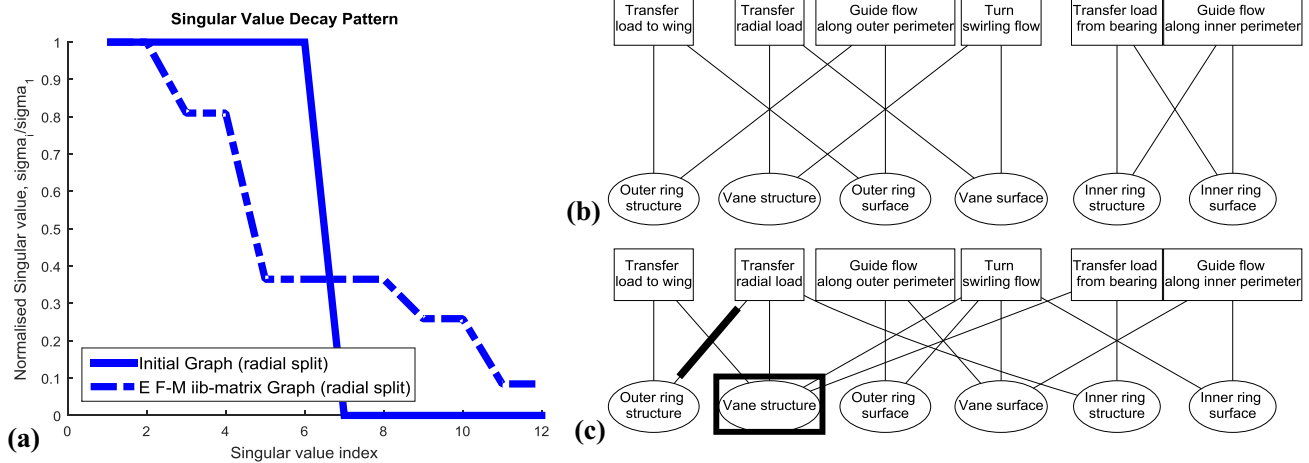 Singular Value Decay Pattern
Normalised Singular value, sigma_i/sigma_1
1
0.9
0.8
0.7
0.6
0.5
0.4
0.3
0.2
0.1
0
Initial Graph (radial split)
E F-M iib-matrix Graph (radial split)
0 2 4 6 8 10 12
Singular value index
(a)
Transfer load to wing
Transfer radial load
Guide flow along outer perimeter
Turn swirling flow
Transfer load from bearing
Guide flow along inner perimeter
Outer ring structure
Vane structure
Outer ring surface
Vane surface
Inner ring structure
Inner ring surface
(b)
Transfer load to wing
Transfer radial load
Guide flow along outer perimeter
Turn swirling flow
Transfer load from bearing
Guide flow along inner perimeter
Outer ring structure
Vane structure
Outer ring surface
Vane surface
Inner ring structure
Inner ring surface
(c)